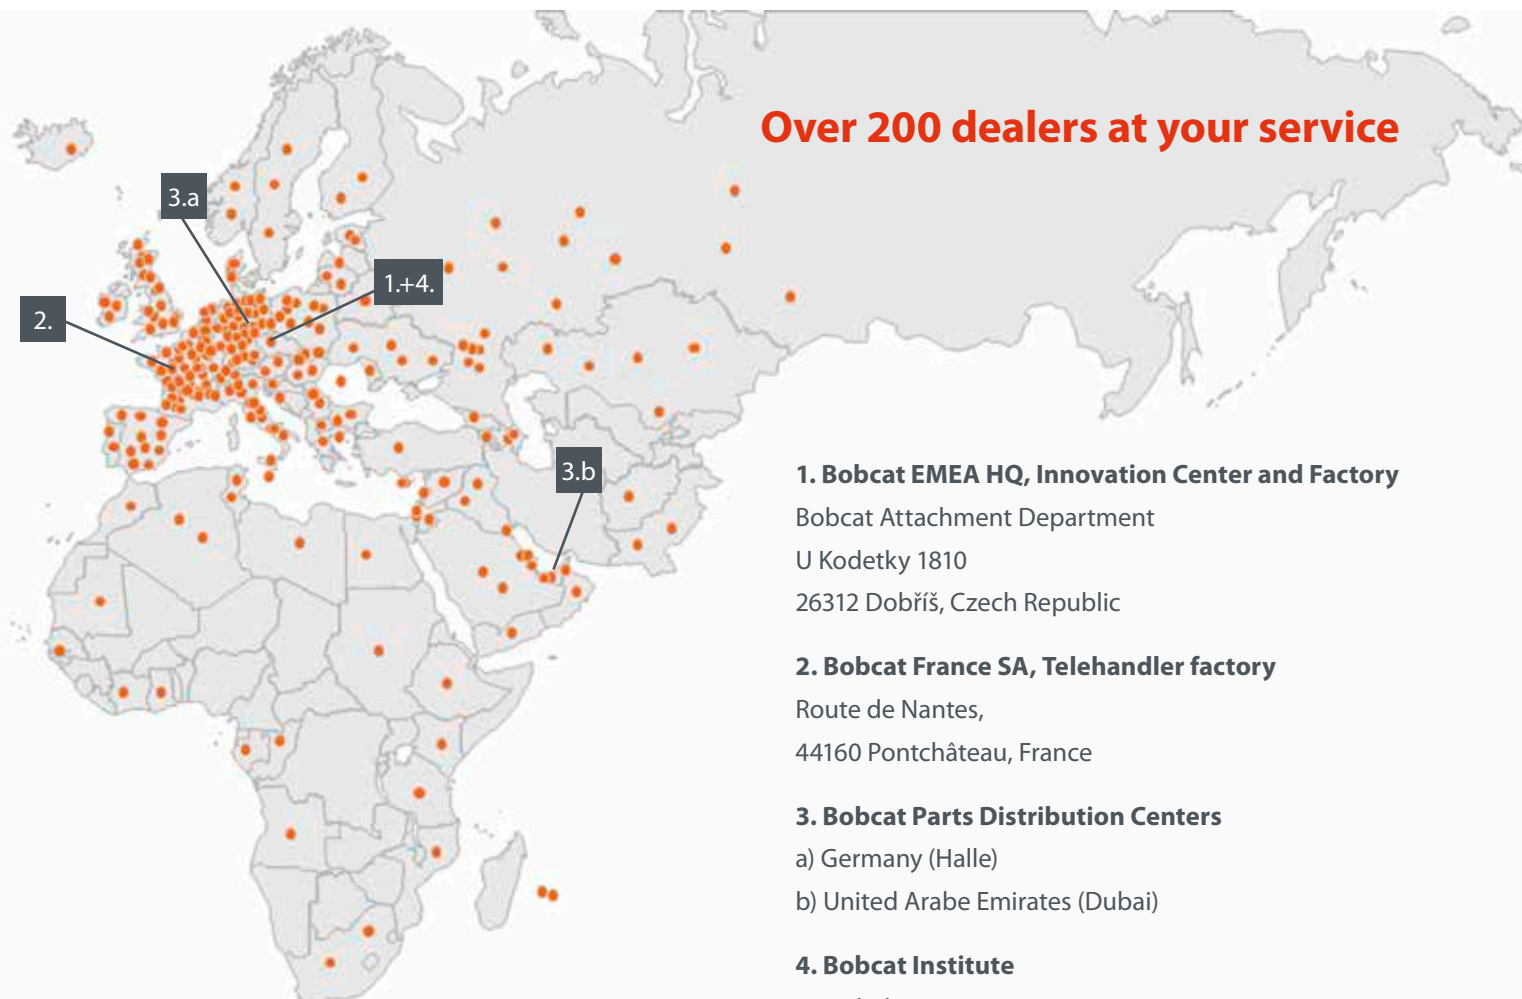 Over 200 dealers at your service
3.a
1.+4.
2.
3.b
1. Bobcat EMEA HQ, Innovation Center and Factory
Bobcat Attachment Department
U Kodetky 1810
26312 Dobříš, Czech Republic
2. Bobcat France SA, Telehandler factory
Route de Nantes,
44160 Pontchâteau, France
3. Bobcat Parts Distribution Centers
a) Germany (Halle)
b) United Arabe Emirates (Dubai)
4. Bobcat Institute